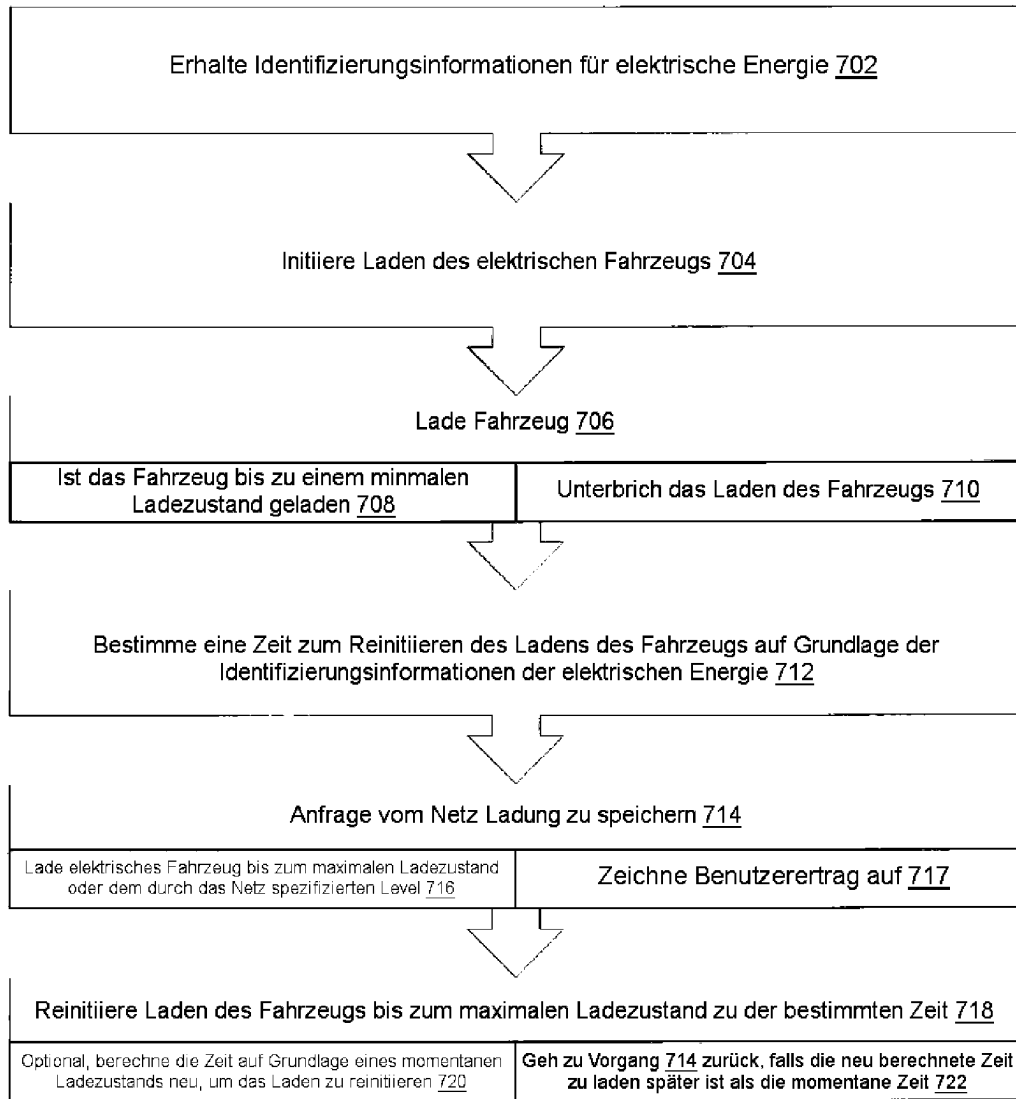 Erhalte Identifizierungsinformationen für elektrische Energie 702
Initiiere Laden des elektrischen Fahrzeugs 704
Lade Fahrzeug 706
Ist das Fahrzeug bis zu einem minmalen
Ladezustand geladen 708
Unterbrich das Laden des Fahrzeugs 710
Bestimme eine Zeit zum Reinitiieren des Ladens des Fahrzeugs auf Grundlage der
Identifizierungsinformationen der elektrischen Energie 712
Anfrage vom Netz Ladung zu speichern 714
Lade elektrisches Fahrzeug bis zum maximalen Ladezustand
oder dem durch das Netz spezifizierten Level 716
Zeichne Benutzerertrag auf 717
Reinitiiere Laden des Fahrzeugs bis zum maximalen Ladezustand zu der bestimmten Zeit 718
Optional, berechne die Zeit auf Grundlage eines momentanen
Ladezustands neu, um das Laden zu reinitiieren 720
Geh zu Vorgang 714 zurück, falls die neu berechnete Zeit
zu laden später ist als die momentane Zeit 722